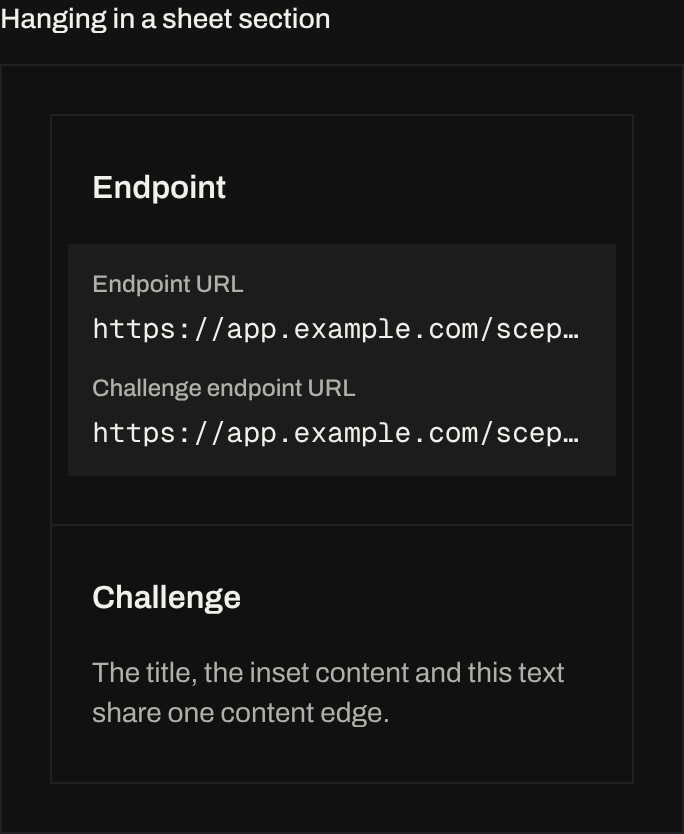 Hanging in a sheet section
Endpoint
Endpoint URL
https://app.example.com/scep…
Challenge endpoint URL
https://app.example.com/scep…
Challenge
The title, the inset content and this text
share one content edge.